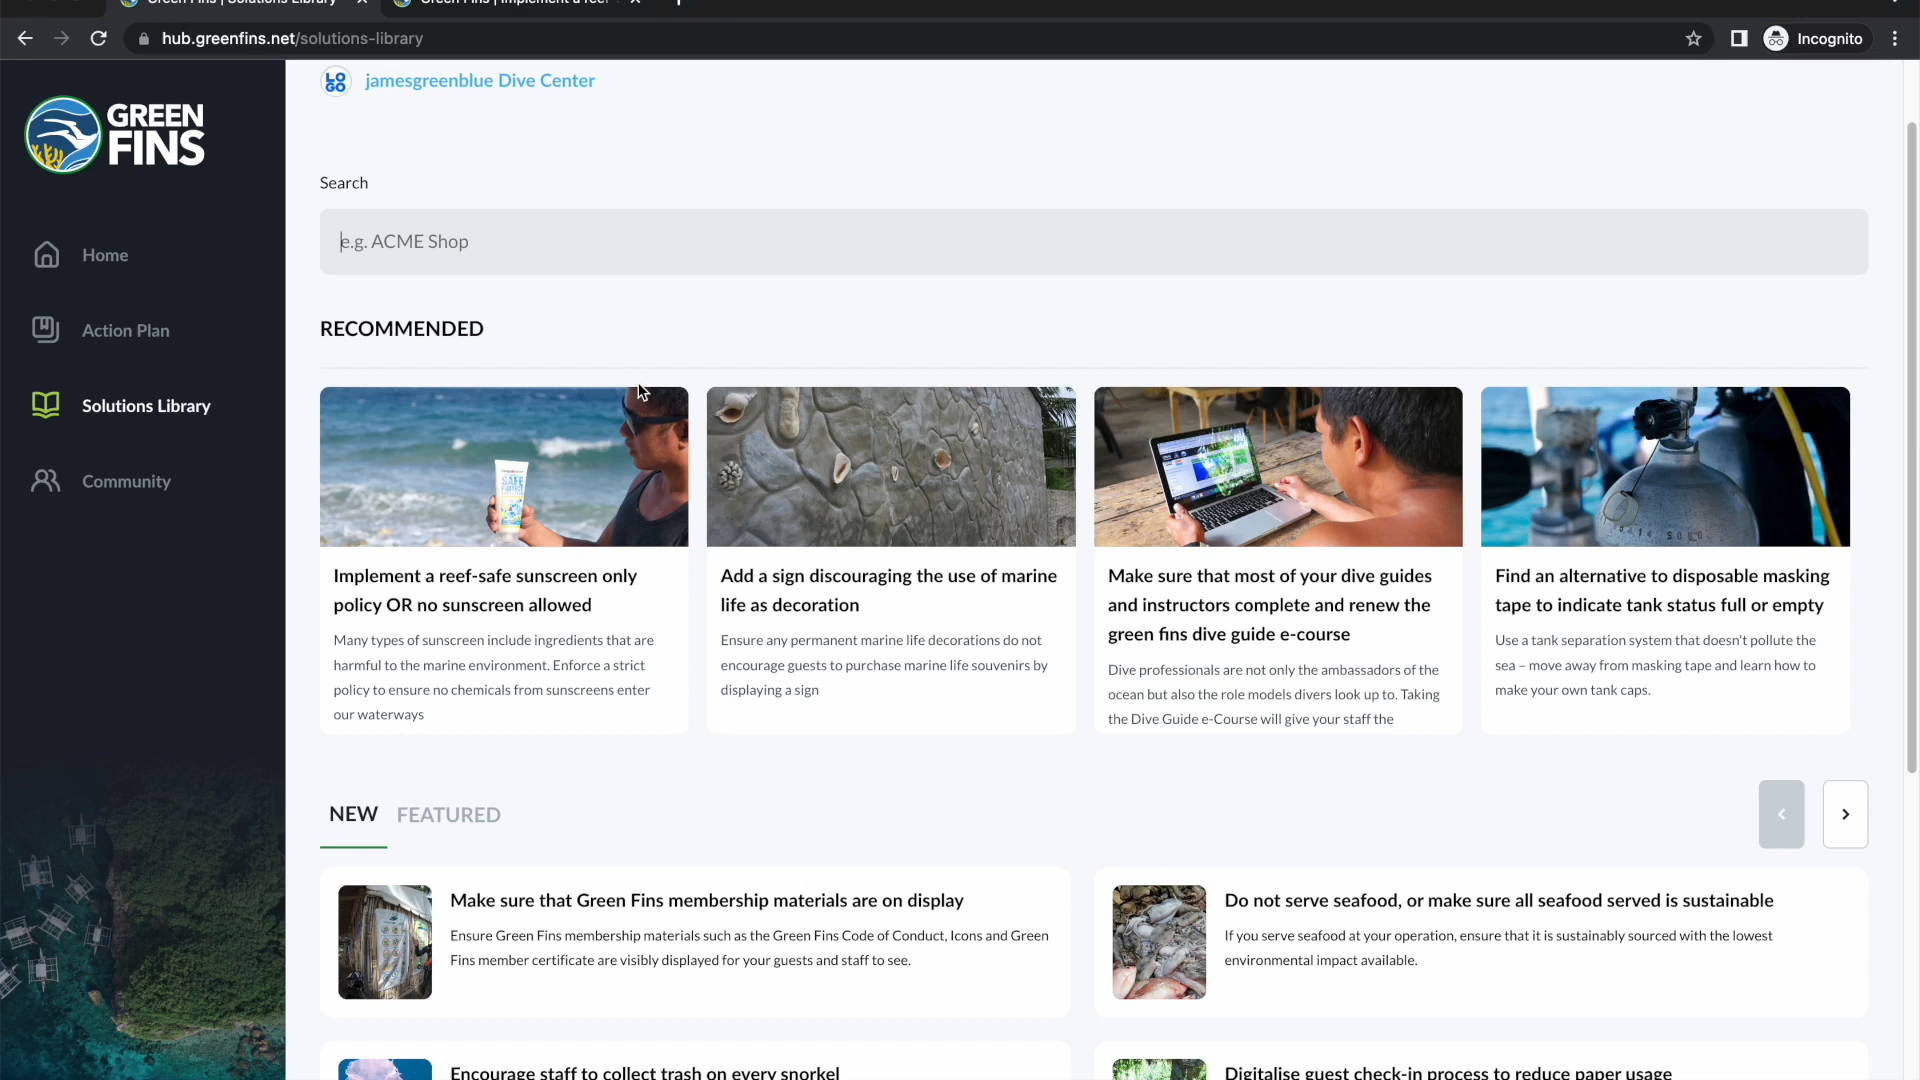 Green Fins | Solutions Library
Green Fins | Implement a reef-
hub.greenfins.net/solutions-library
Incognito
GREEN
FINS
Home
Action Plan
Solutions Library
Community
LO
GO
jamesgreenblue Dive Center
Search
e.g. ACME Shop
RECOMMENDED
SAFE
Implement a reef-safe sunscreen only
policy OR no sunscreen allowed
Many types of sunscreen include ingredients that are
harmful to the marine environment. Enforce a strict
policy to ensure no chemicals from sunscreens enter
our waterways
Add a sign discouraging the use of marine
life as decoration
Ensure any permanent marine life decorations do not
encourage guests to purchase marine life souvenirs by
displaying a sign
Make sure that most of your dive guides
and instructors complete and renew the
green fins dive guide e-course
Dive professionals are not only the ambassadors of the
ocean but also the role models divers look up to. Taking
the Dive Guide e-Course will give your staff the
Find an alternative to disposable masking
tape to indicate tank status full or empty
Use a tank separation system that doesn't pollute the
sea – move away from masking tape and learn how to
make your own tank caps.
NEW FEATURED
Make sure that Green Fins membership materials are on display
Ensure Green Fins membership materials such as the Green Fins Code of Conduct, Icons and Green
Fins member certificate are visibly displayed for your guests and staff to see.
Do not serve seafood, or make sure all seafood served is sustainable
If you serve seafood at your operation, ensure that it is sustainably sourced with the lowest
environmental impact available.
Encourage staff to collect trash on every snorkel
Digitalise guest check-in process to reduce paper usage